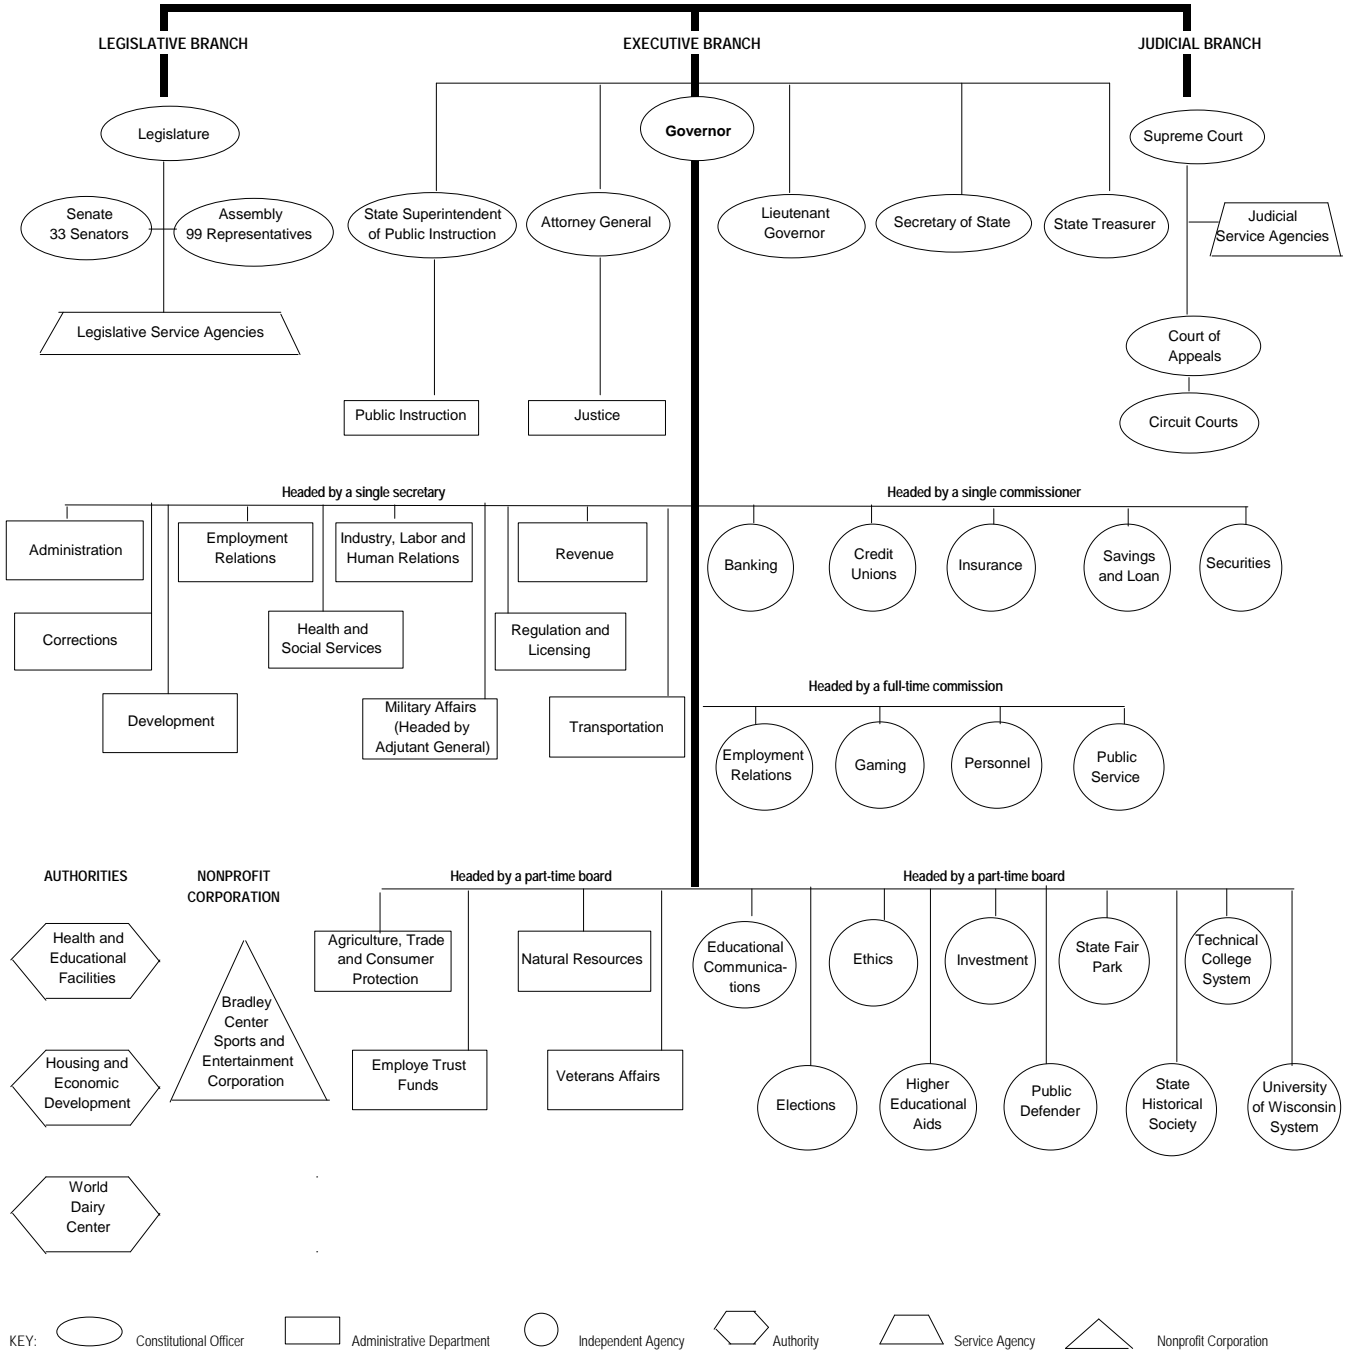 LEGISLATIVE BRANCH
EXECUTIVE BRANCH
JUDICIAL BRANCH
Legislature
Governor
Supreme Court
Senate
33 Senators
Assembly
99 Representatives
State Superintendent
of Public Instruction
Attorney General
Lieutenant
Governor
Secretary of State
State Treasurer
Judicial
Service Agencies
Legislative Service Agencies
Court of
Appeals
Public Instruction
Justice
Circuit Courts
Headed by a single secretary
Administration
Employment
Relations
Industry, Labor and
Human Relations
Revenue
Corrections
Health and
Social Services
Regulation and
Licensing
Development
Military Affairs
(Headed by
Adjutant General)
Transportation
Headed by a single commissioner
Banking
Credit
Unions
Insurance
Savings
and Loan
Securities
Headed by a full-time commission
Employment
Relations
Gaming
Personnel
Public
Service
AUTHORITIES
Health and
Educational
Facilities
Housing and
Economic
Development
World
Dairy
Center
NONPROFIT
CORPORATION
Bradley
Center
Sports and
Entertainment
Corporation
Headed by a part-time board
Agriculture, Trade
and Consumer
Protection
Natural Resources
Employe Trust
Funds
Veterans Affairs
Headed by a part-time board
Educational
Communica-
tions
Ethics
Investment
State Fair
Park
Technical
College
System
Elections
Higher
Educational
Aids
Public
Defender
State
Historical
Society
University
of Wisconsin
System
KEY:
Constitutional Officer
Administrative Department
Independent Agency
Authority
Service Agency
Nonprofit Corporation